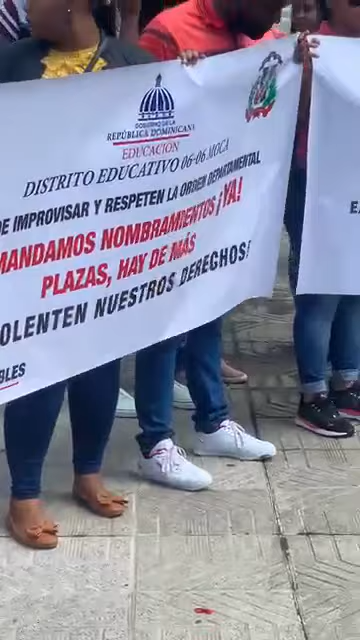 GOBIERNO DE LA
REPÚBLICA DOMINICANA
EDUCACIÓN
DISTRITO EDUCATIVO 06-06 MOCA
DE IMPROVISAR Y RESPETEN LA ORDEN DEPARTAMENTAL
MANDAMOS NOMBRAMIENTOS ¡YA!
PLAZAS, HAY DE MÁS
OLENTEN NUESTROS DERECHOS!
BLES